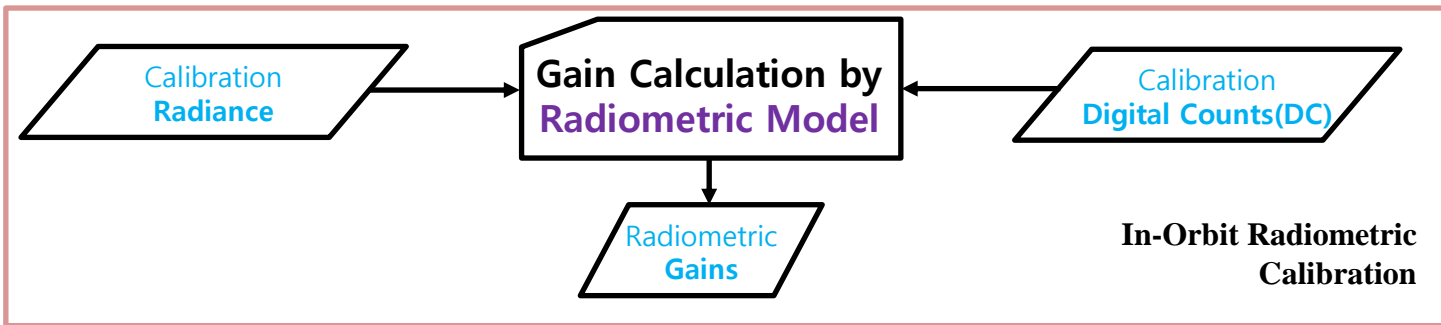 Calibration
Radiance
Gain Calculation by
Radiometric Model
Calibration
Digital Counts(DC)
Radiometric
Gains
In-Orbit Radiometric
Calibration